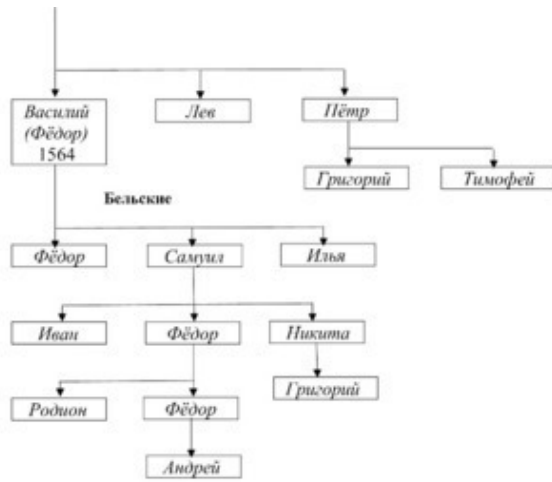 Василий
(Фёдор)
1564
Лев
Пётр
Григорий
Тимофей
Бельские
Фёдор
Самуил
Илья
Иван
Фёдор
Никита
Родион
Фёдор
Григорий
Андрей